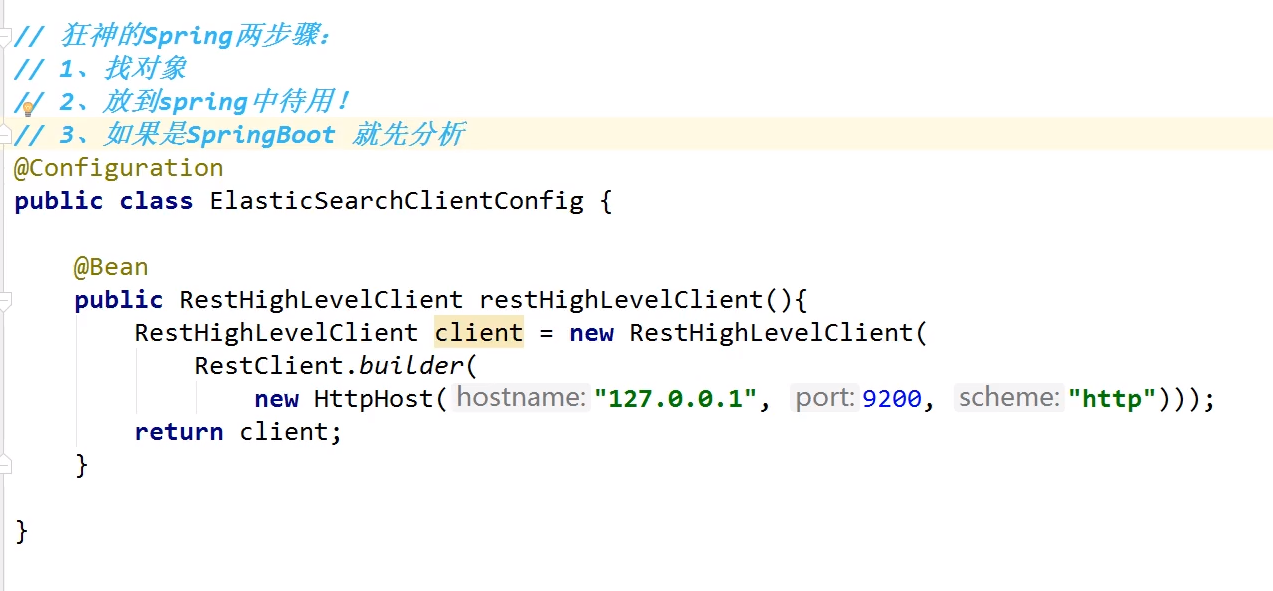 // 狂神的Spring两步骤：
// 1、找对象
// 2、放到spring中待用！
// 3、如果是SpringBoot 就先分析
@Configuration
public class ElasticSearchClientConfig {
@Bean
public RestHighLevelClient restHighLevelClient(){
RestHighLevelClient client = new RestHighLevelClient(
RestClient.builder(
new HttpHost( hostname: "127.0.0.1", port: 9200, scheme: "http")));
return client;
}
}